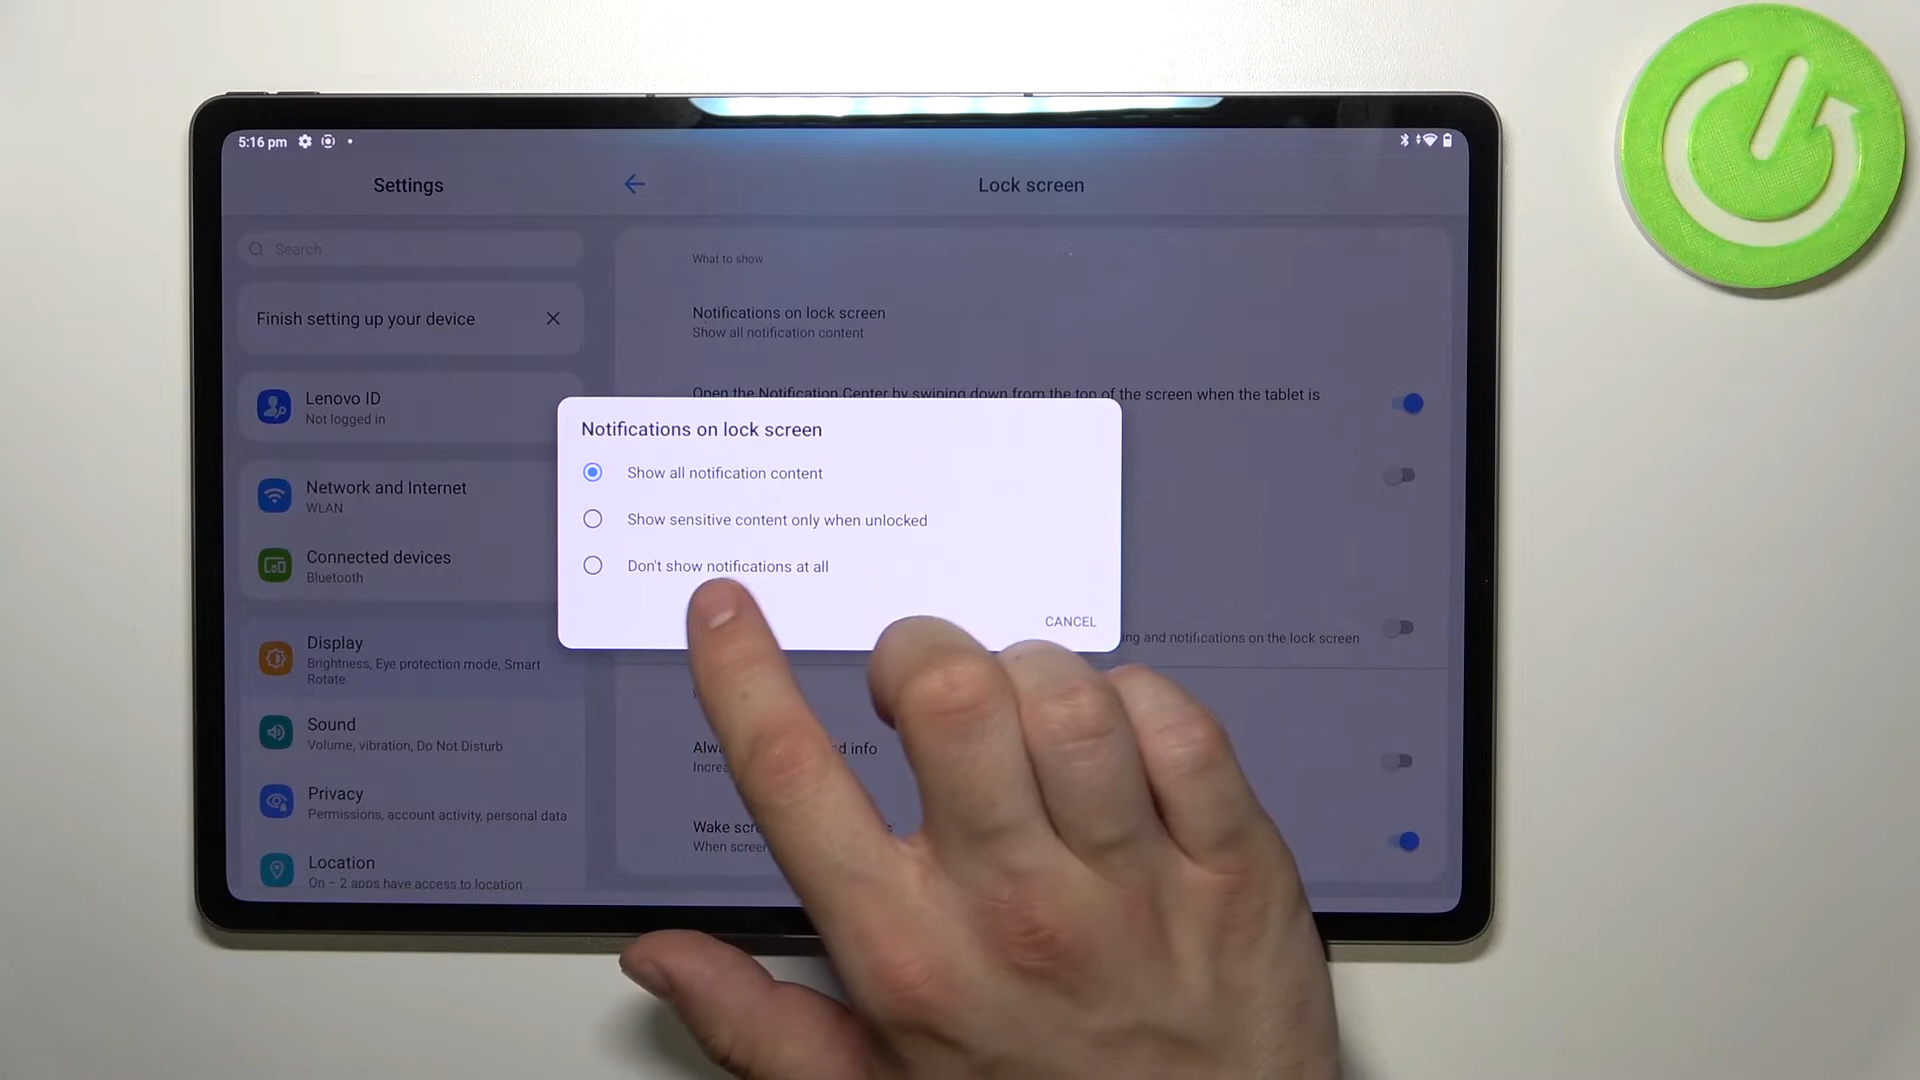 5:16 pm
Settings
Lock screen
Search
Finish setting up your device
Lenovo ID
Not logged in
Network and Internet
WLAN
Connected devices
Bluetooth
Display
Brightness, Eye protection mode, Smart
Rotate
Sound
Volume, vibration, Do Not Disturb
Privacy
Permissions, account activity, personal data
Location
On – 2 apps have access to location
What to show
Notifications on lock screen
Show all notification content
Open the Notification Center by swiping down from the top of the screen when the tablet is
Notifications on lock screen
Show all notification content
Show sensitive content only when unlocked
Don't show notifications at all
CANCEL
and notifications on the lock screen
info
Wake
When screen